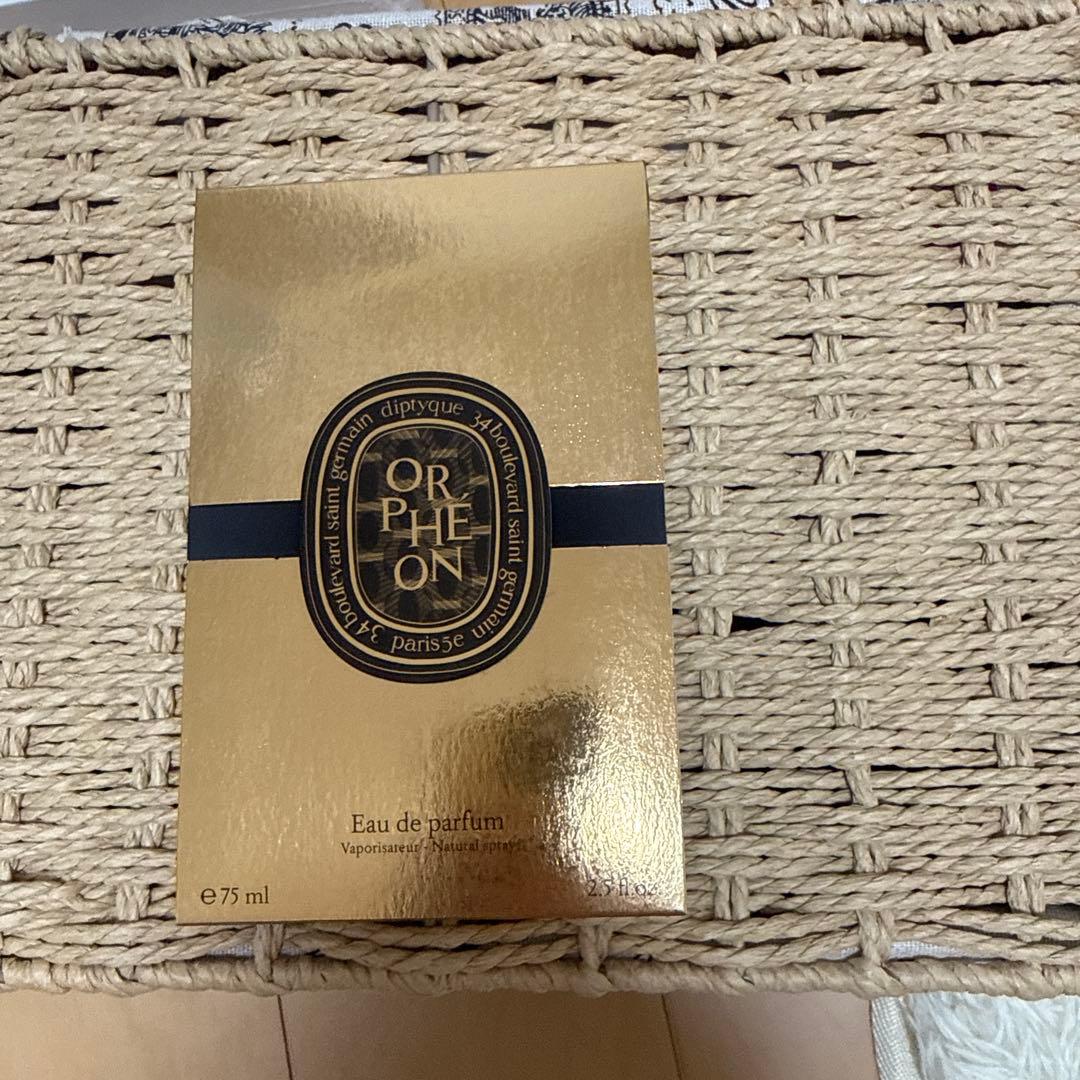 diptyque 34 boulevard saint germain paris 5e 34 boulevard saint germain
OR
PHÉ
ON
Eau de parfum
Vaporisateur - Natural spray
℮ 75 ml
2.5 fl.oz.